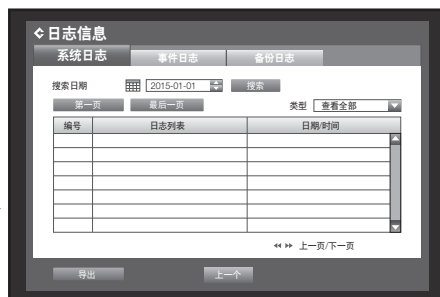 日志信息
系统日志 事件日志 备份日志
搜索日期 2015-01-01 搜索
第一页 最后一页 类型 查看全部
编号 日志列表 日期/时间
上一页/下一页
导出 上一个